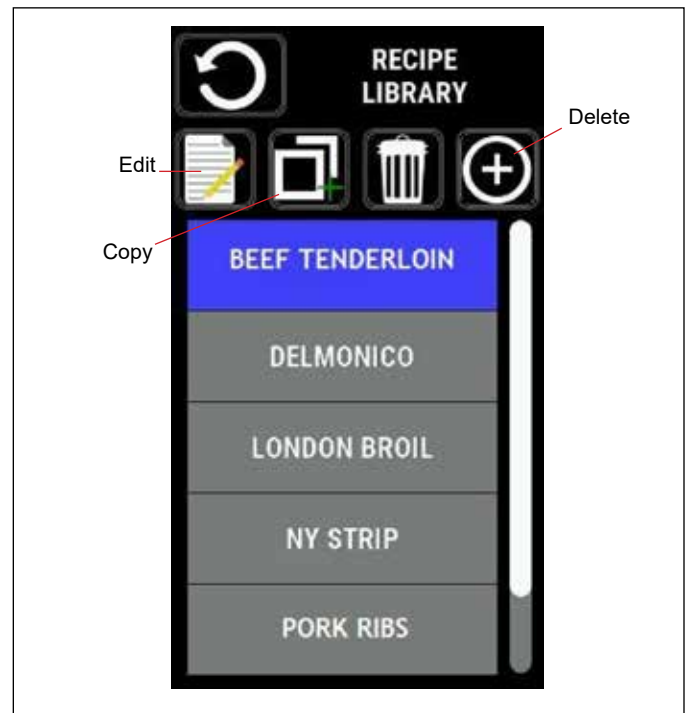 RECIPE
LIBRARY
Delete
Edit
Copy
BEEF TENDERLOIN
DELMONICO
LONDON BROIL
NY STRIP
PORK RIBS